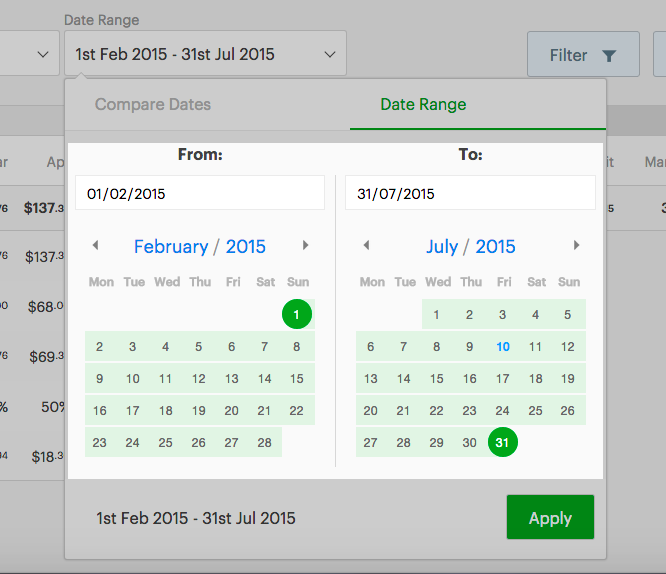 Date Range
1st Feb 2015 - 31st Jul 2015
Filter
Compare Dates
Date Range
From:
To:
01/02/2015
31/07/2015
February / 2015
July / 2015
Mon Tue Wed Thu Fri Sat Sun
1
2 3 4 5 6 7 8
9 10 11 12 13 14 15
16 17 18 19 20 21 22
23 24 25 26 27 28
Mon Tue Wed Thu Fri Sat Sun
1 2 3 4 5
6 7 8 9 10 11 12
13 14 15 16 17 18 19
20 21 22 23 24 25 26
27 28 29 30 31
1st Feb 2015 - 31st Jul 2015
Apply
$137.3
$137.3
$68.0
$69.3
50%
$18.3